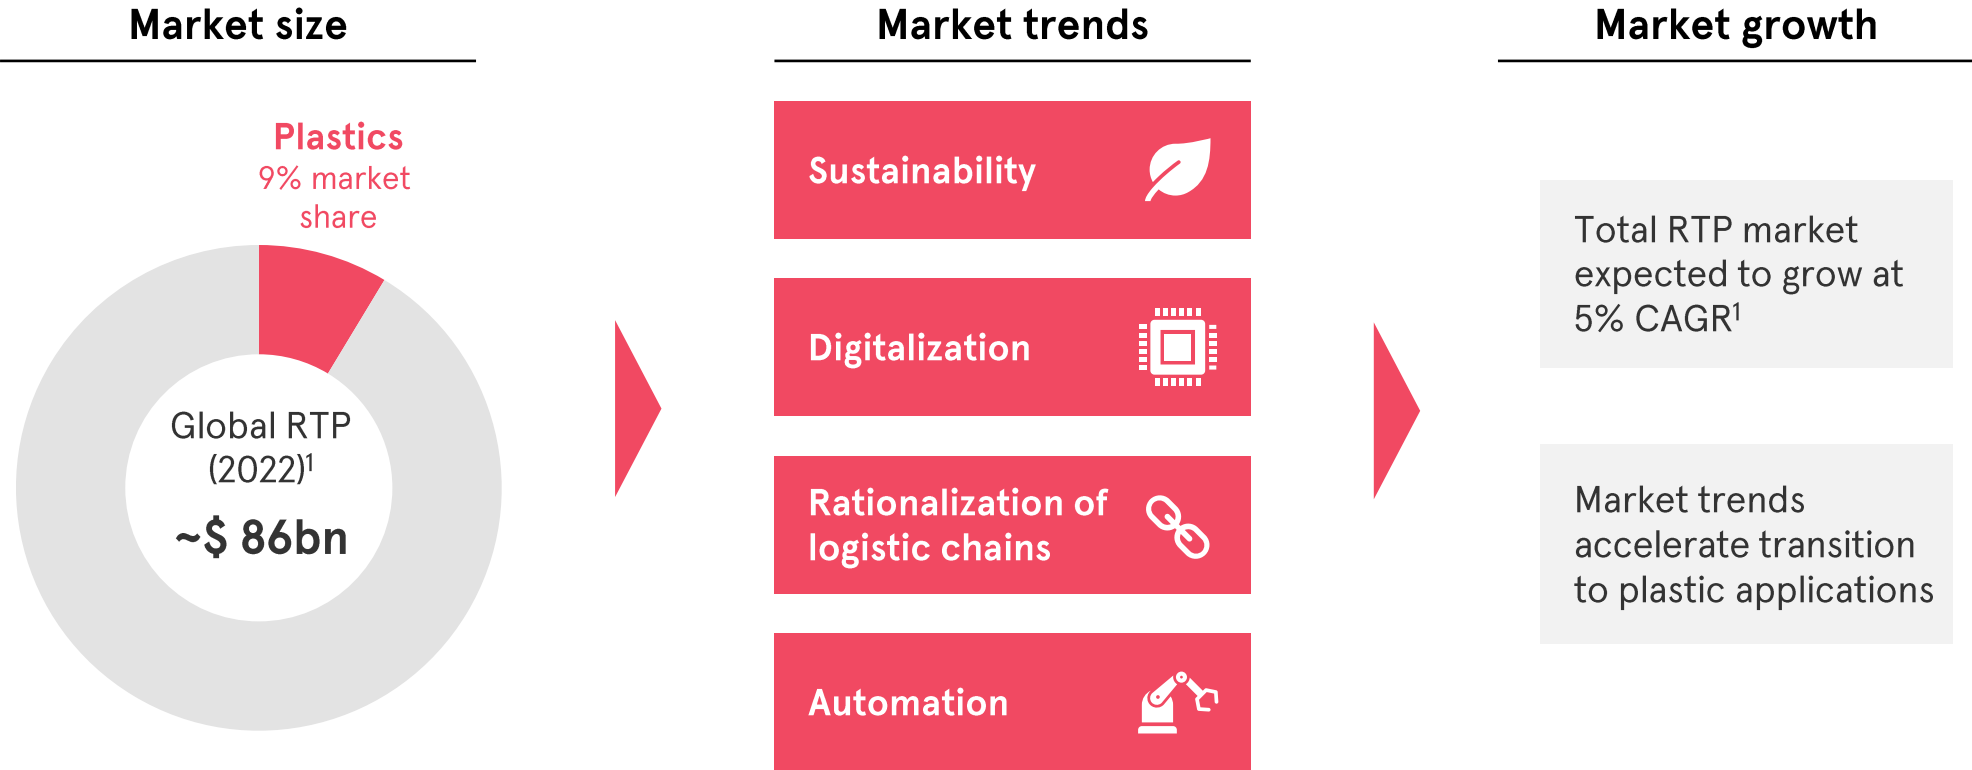 Market size
Plastics
9% market
share
Global RTP
(2022)¹
~$ 86bn
Market trends
Sustainability
Digitalization
Rationalization of
logistic chains
Automation
Market growth
Total RTP market
expected to grow at
5% CAGR¹
Market trends
accelerate transition
to plastic applications